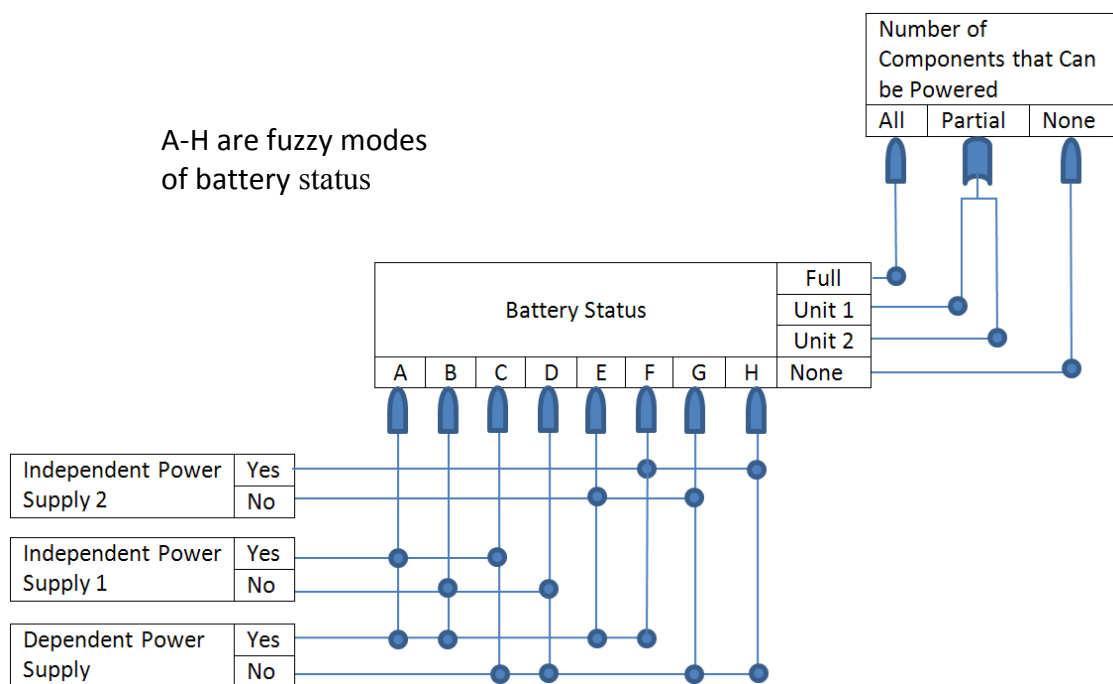 Number of
Components that Can
be Powered
All Partial None
A-H are fuzzy modes
of battery status
Battery Status
Full
Unit 1
Unit 2
A B C D E F G H None
Independent Power
Supply 2
Yes
No
Independent Power
Supply 1
Yes
No
Dependent Power
Supply
Yes
No